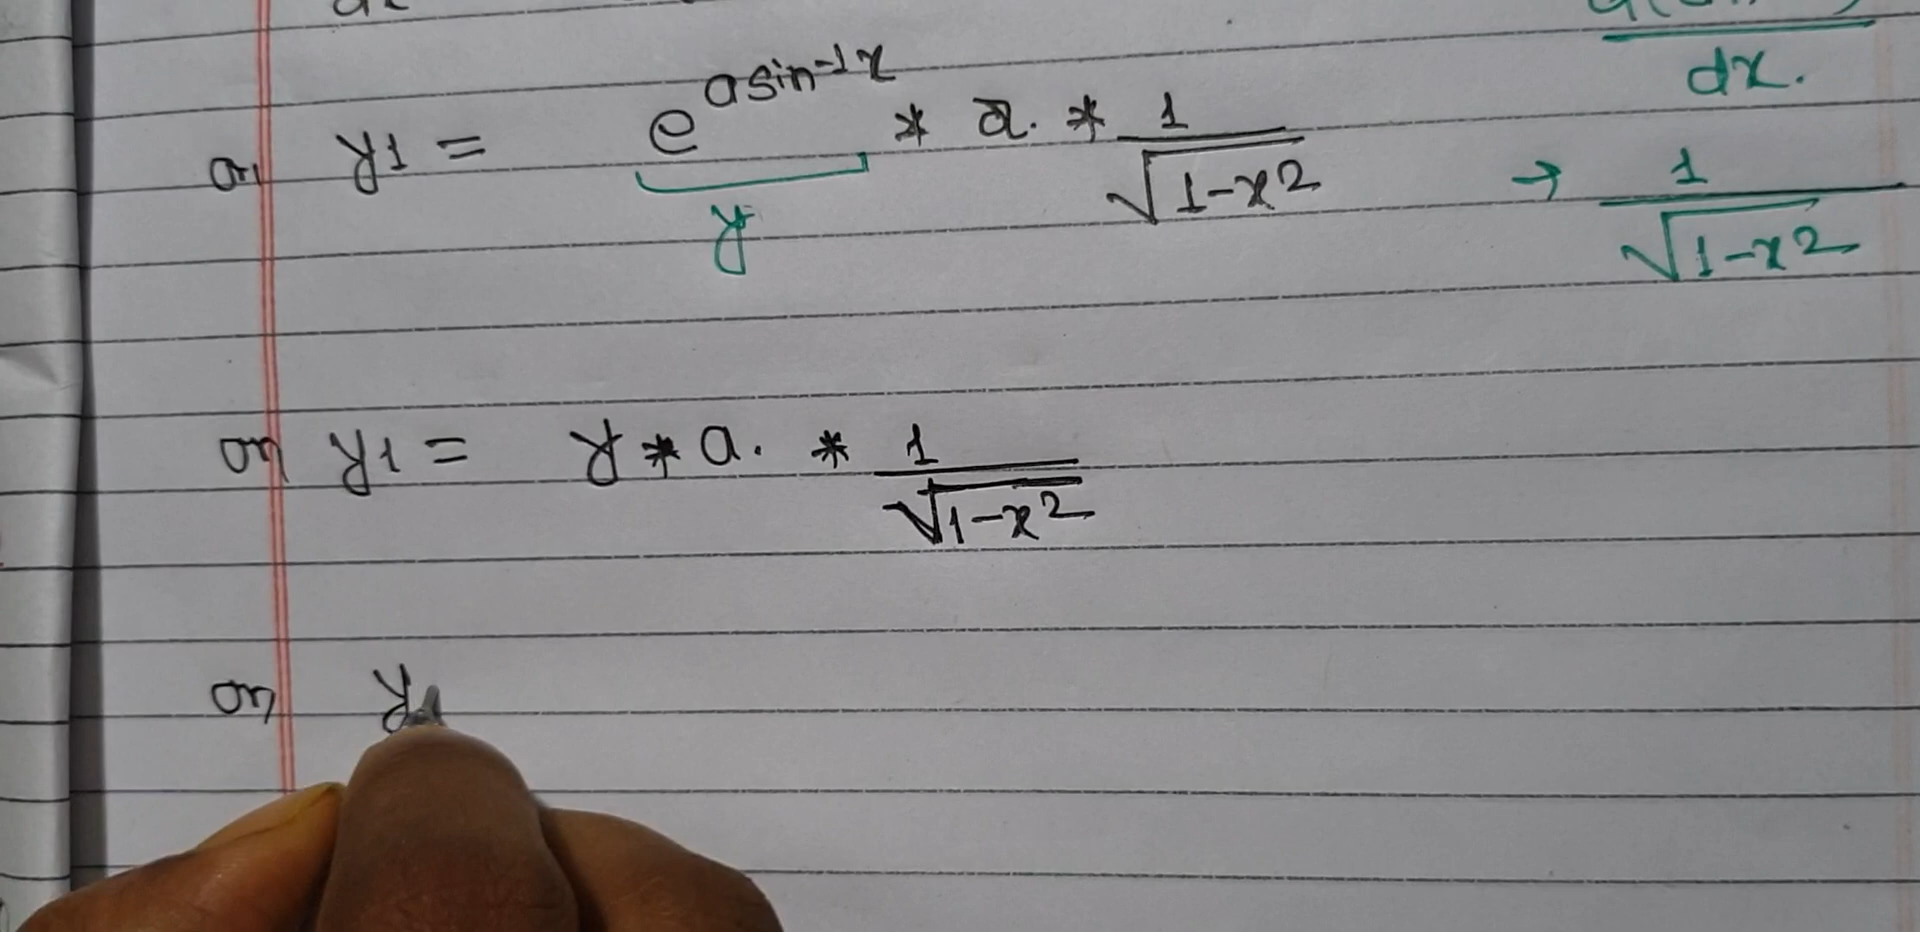 or y1 = e^(a sin⁻¹x) * a. * 1/√(1-x²)
y
dx.
→ 1/√(1-x²)
or y1 = y * a. * 1/√(1-x²)
or y1